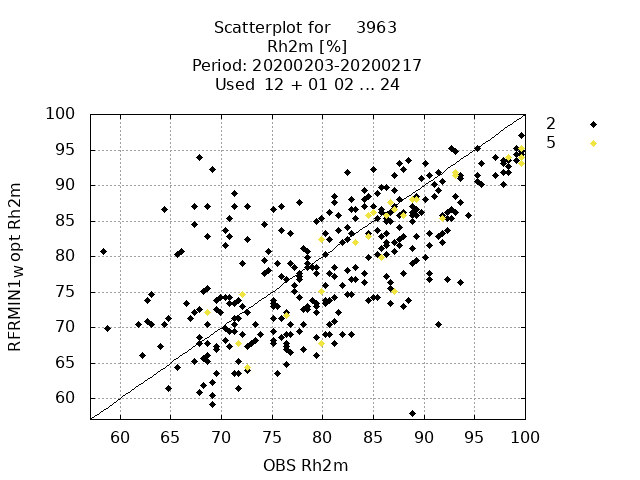 Scatterplot for 3963
Rh2m [%]
Period: 20200203-20200217
Used 12 + 01 02 ... 24
100
95
90
85
80
75
70
65
60
60 65 70 75 80 85 90 95 100
RFRMIN1w opt Rh2m
OBS Rh2m
2
5